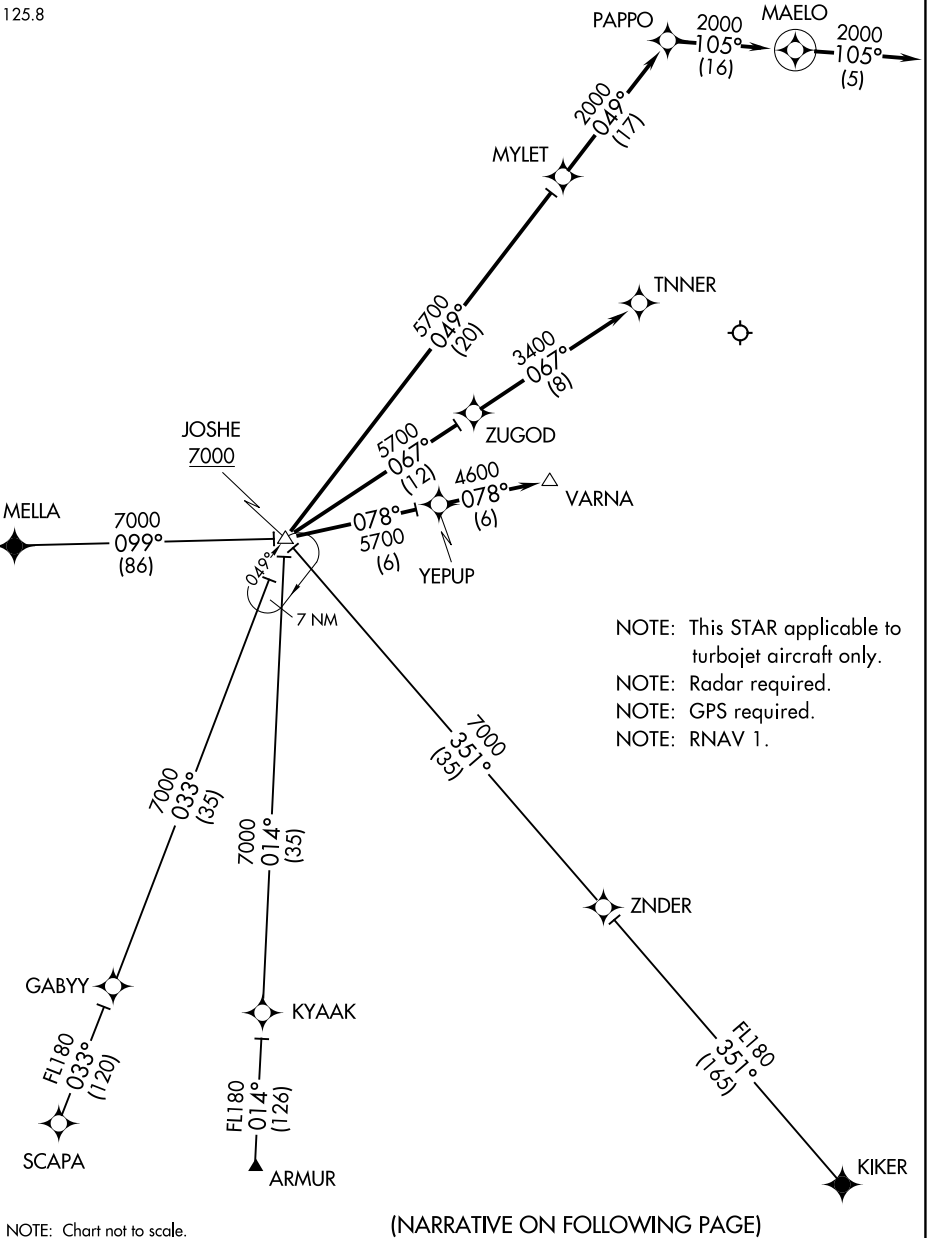 125.8
PAPPO
2000
105°
(16)
MAELO
2000
105°
(5)
2000
049°
(17)
MYLET
5700
049°
(20)
TNNER
3400
067°
(8)
ZUGOD
5700
067°
(12)
JOSHE
7000
4600
078°
(6)
VARNA
078°
5700
(6)
YEPUP
MELLA
7000
099°
(86)
049°
7 NM
NOTE: This STAR applicable to
turbojet aircraft only.
NOTE: Radar required.
NOTE: GPS required.
NOTE: RNAV 1.
7000
351°
(35)
7000
033°
(35)
7000
014°
(35)
ZNDER
GABYY
KYAAK
FL180
033°
(120)
FL180
014°
(126)
FL180
351°
(165)
SCAPA
ARMUR
KIKER
NOTE: Chart not to scale.
(NARRATIVE ON FOLLOWING PAGE)